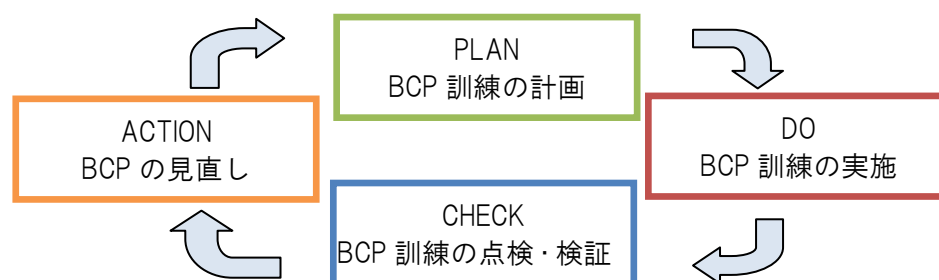 PLAN
BCP 訓練の計画
ACTION
BCP の見直し
DO
BCP 訓練の実施
CHECK
BCP 訓練の点検・検証